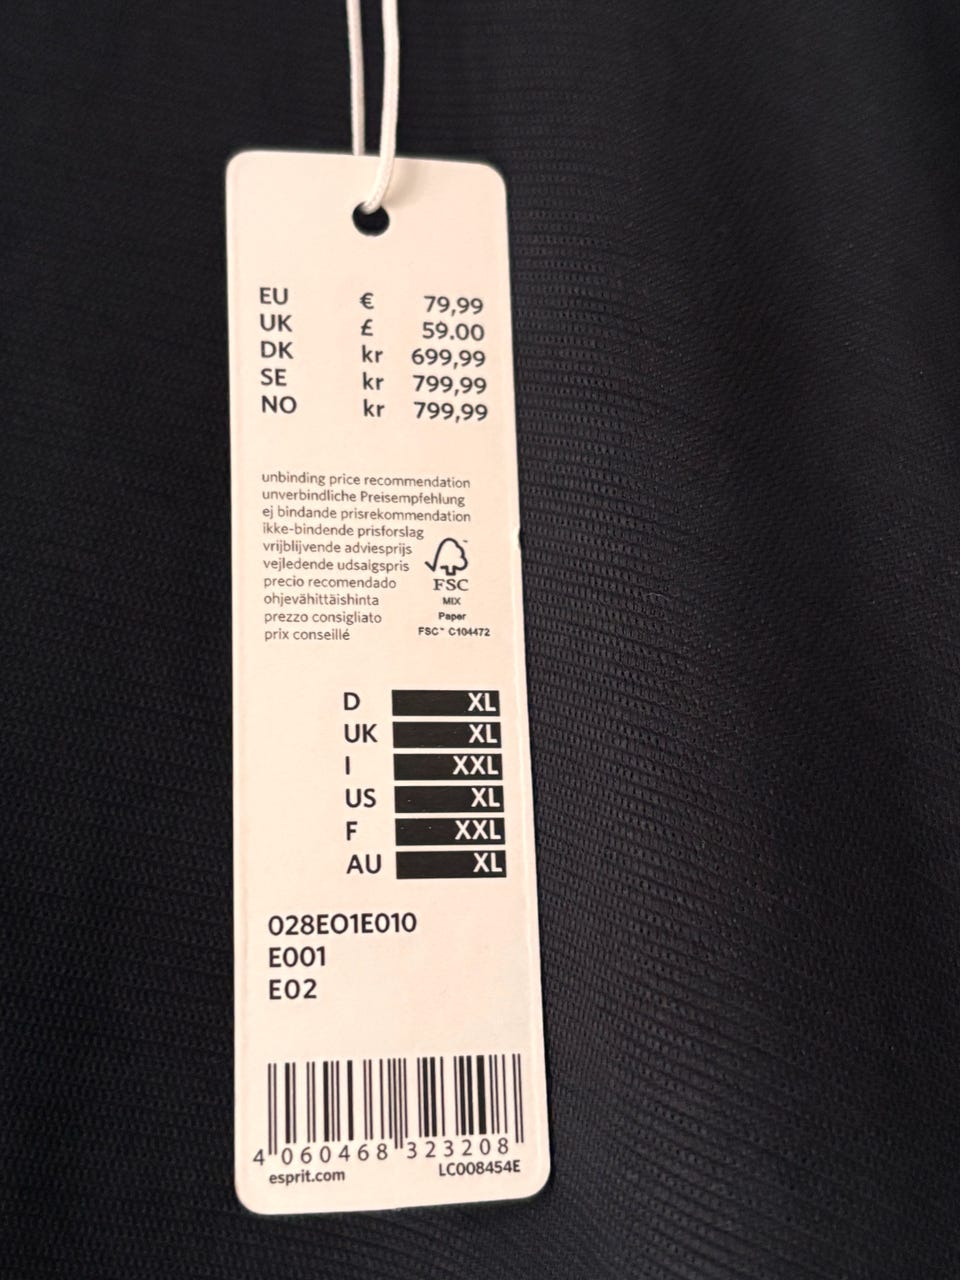 EU € 79,99
UK £ 59.00
DK kr 699,99
SE kr 799,99
NO kr 799,99
unbinding price recommendation
unverbindliche Preisempfehlung
ej bindande prisrekommendation
ikke-bindende prisforslag
vrijblijvende adviesprijs
vejledende udsalgspris
precio recomendado
ohjevähittäishinta
prezzo consigliato
prix conseillé
FSC
MIX
Paper
FSC™ C104472
D XL
UK XL
I XXL
US XL
F XXL
AU XL
028EO1E010
E001
E02
4 060468 323208
esprit.com LC008454E